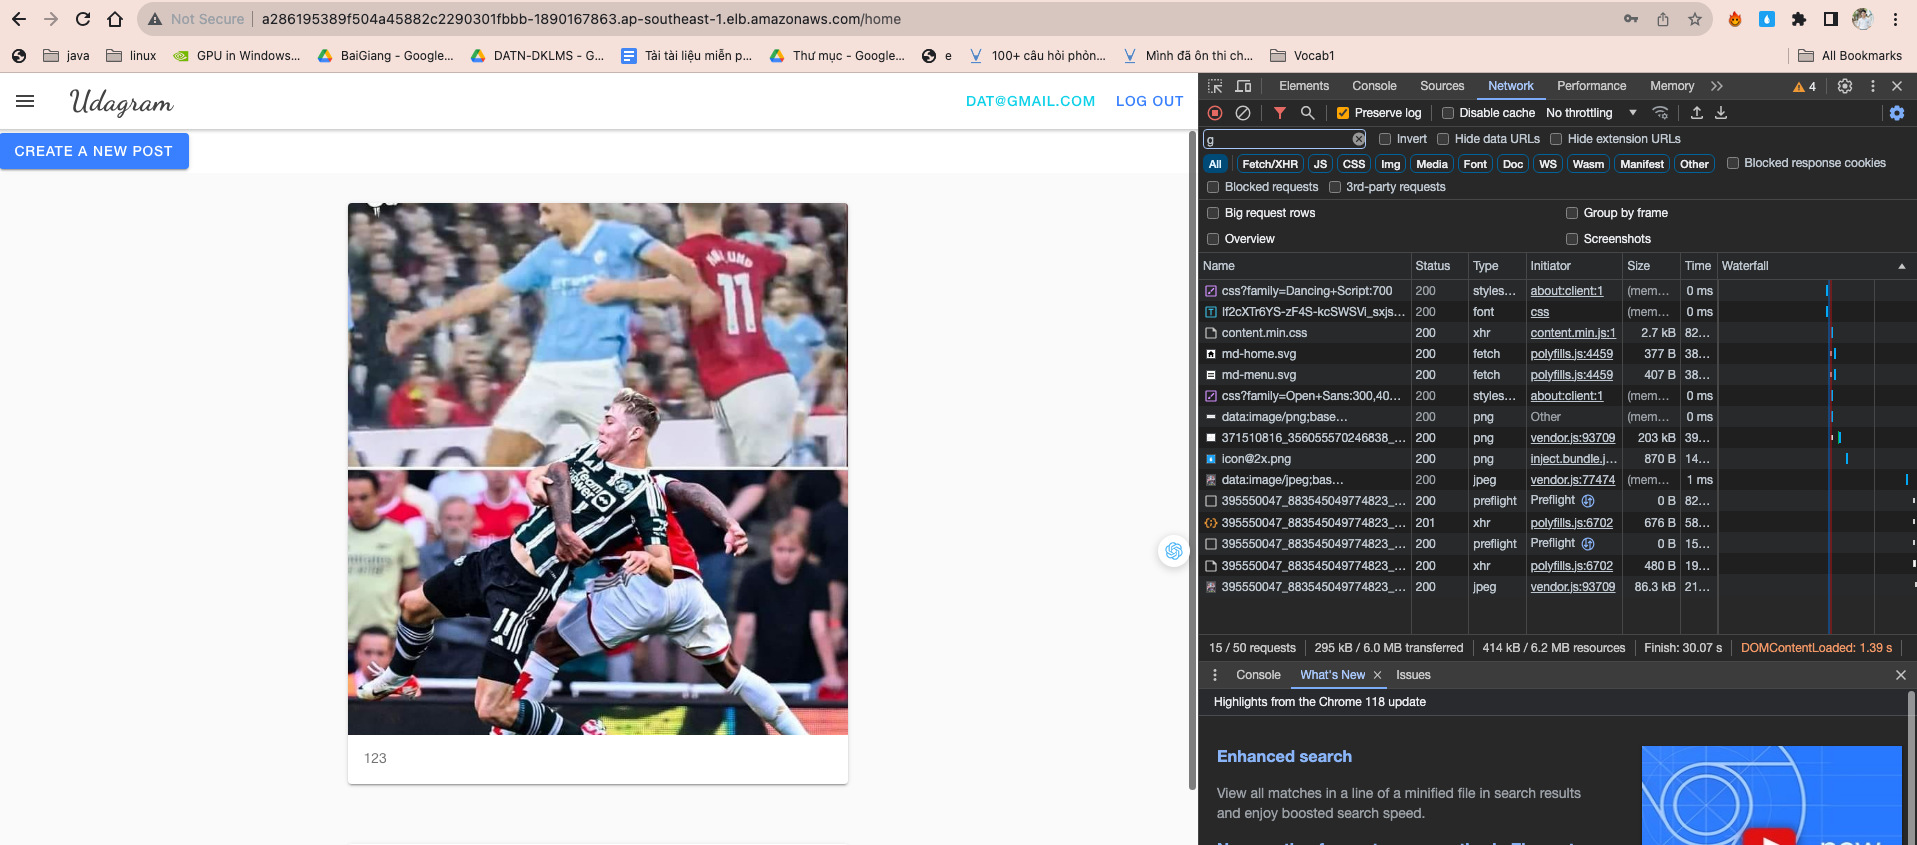 Not Secure a286195389f504a45882c2290301fbbb-1890167863.ap-southeast-1.elb.amazonaws.com/home
java linux GPU in Windows... BaiGiang - Google... DATN-DKLMS - G... Tài tài liệu miễn p... Thư mục - Google... e 100+ câu hỏi phòn... Mình đã ôn thi ch... Vocab1 All Bookmarks
Udagram DAT@GMAIL.COM LOG OUT
CREATE A NEW POST
11
TeamViewer
11
123
Elements Console Sources Network Performance Memory 4
Preserve log Disable cache No throttling
g Invert Hide data URLs Hide extension URLs
All Fetch/XHR JS CSS Img Media Font Doc WS Wasm Manifest Other Blocked response cookies
Blocked requests 3rd-party requests
Big request rows Group by frame
Overview Screenshots
Name Status Type Initiator Size Time Waterfall
css?family=Dancing+Script:700 200 styles... about:client:1 (mem... 0 ms
If2cXTr6YS-zF4S-kcSWSVi_sxjs... 200 font css (mem... 0 ms
content.min.css 200 xhr content.min.js:1 2.7 kB 82...
md-home.svg 200 fetch polyfills.js:4459 377 B 38...
md-menu.svg 200 fetch polyfills.js:4459 407 B 38...
css?family=Open+Sans:300,40... 200 styles... about:client:1 (mem... 0 ms
data:image/png;base... 200 png Other (mem... 0 ms
371510816_356055570246838_... 200 png vendor.js:93709 203 kB 39...
icon@2x.png 200 png inject.bundle.j... 870 B 14...
data:image/jpeg;bas... 200 jpeg vendor.js:77474 (mem... 1 ms
395550047_883545049774823_... 200 preflight Preflight 0 B 82...
395550047_883545049774823_... 201 xhr polyfills.js:6702 676 B 58...
395550047_883545049774823_... 200 preflight Preflight 0 B 15...
395550047_883545049774823_... 200 xhr polyfills.js:6702 480 B 19...
395550047_883545049774823_... 200 jpeg vendor.js:93709 86.3 kB 21...
15 / 50 requests 295 kB / 6.0 MB transferred 414 kB / 6.2 MB resources Finish: 30.07 s DOMContentLoaded: 1.39 s
Console What's New Issues
Highlights from the Chrome 118 update
Enhanced search
View all matches in a line of a minified file in search results
and enjoy boosted search speed.